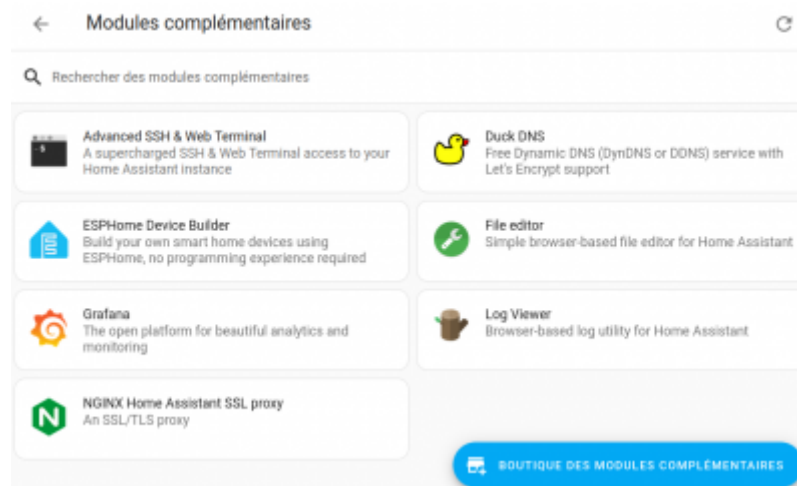 Modules complémentaires
Rechercher des modules complémentaires
Advanced SSH & Web Terminal
A supercharged SSH & Web Terminal access to your
Home Assistant instance
Duck DNS
Free Dynamic DNS (DynDNS or DDNS) service with
Let's Encrypt support
ESPHome Device Builder
Build your own smart home devices using
ESPHome, no programming experience required
File editor
Simple browser-based file editor for Home Assistant
Grafana
The open platform for beautiful analytics and
monitoring
Log Viewer
Browser-based log utility for Home Assistant
NGINX Home Assistant SSL proxy
An SSL/TLS proxy
BOUTIQUE DES MODULES COMPLÉMENTAIRES